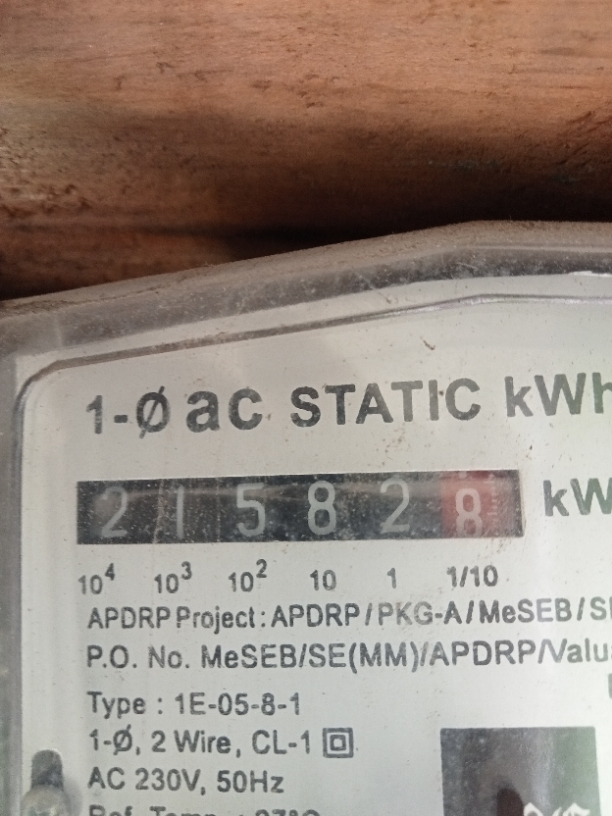 1-Ø ac STATIC kWh
2 1 5 8 2 8 kW
10⁴ 10³ 10² 10 1 1/10
APDRP Project : APDRP / PKG-A / MeSEB /
P.O. No. MeSEB/SE(MM)/APDRP/Valu
Type : 1E-05-8-1
1-Ø, 2 Wire, CL-1
AC 230V, 50Hz